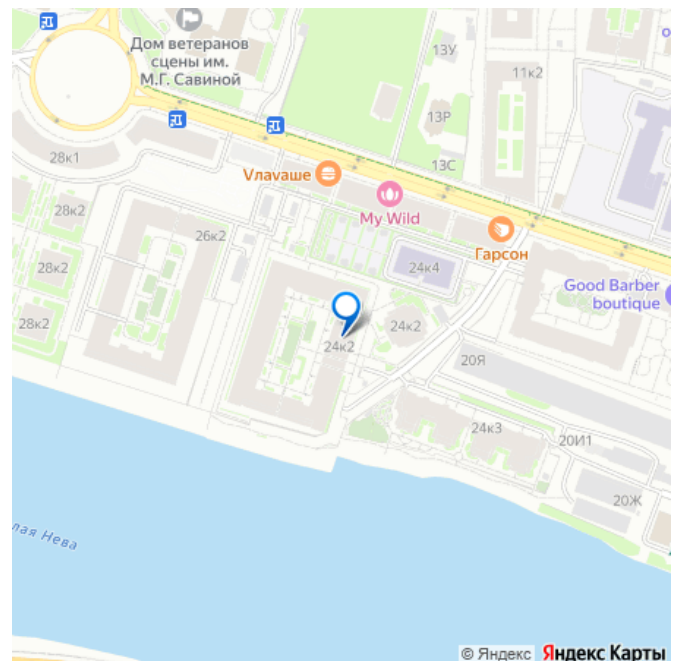 Дом ветеранов
сцены им.
М.Г. Савиной
13У
11к2
13Р
13С
28к1
Vлаваше
My Wild
Гарсон
28к2
26к2
28к2
24к4
Good Barber
boutique
28к2
24к2
24к2
20Я
24к3
20И1
20Ж
лая Нева
© Яндекс Яндекс Карты